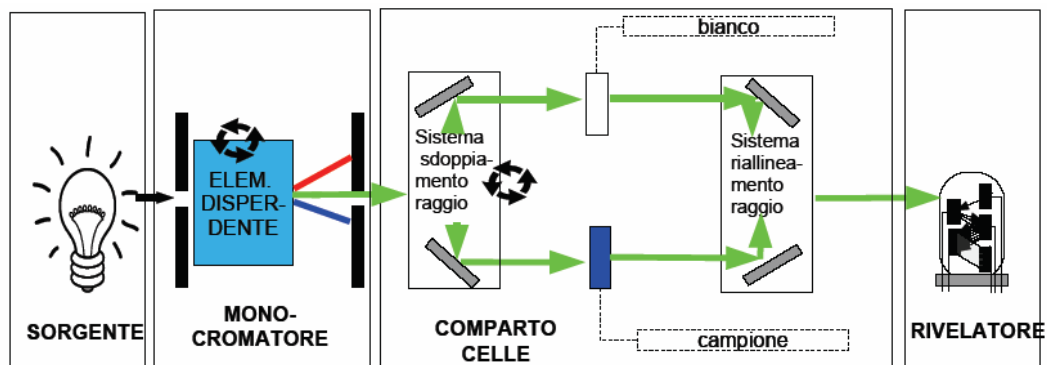 bianco
Sistema
sdoppia-
mento
raggio
Sistema
riallinea-
mento
raggio
ELEM.
DISPER-
DENTE
campione
SORGENTE
MONO-
CROMATORE
COMPARTO
CELLE
RIVELATORE